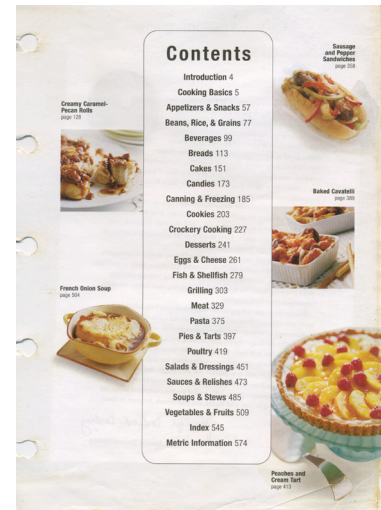 Contents
Introduction 4
Cooking Basics 5
Appetizers & Snacks 57
Beans, Rice, & Grains 77
Beverages 99
Breads 113
Cakes 151
Candies 173
Canning & Freezing 185
Cookies 203
Crockery Cooking 227
Desserts 241
Eggs & Cheese 261
Fish & Shellfish 279
Grilling 303
Meat 329
Pasta 375
Pies & Tarts 397
Poultry 419
Salads & Dressings 451
Sauces & Relishes 473
Soups & Stews 485
Vegetables & Fruits 509
Index 545
Metric Information 574
Sausage
and Pepper
Sandwiches
page 358
Creamy Caramel-
Pecan Rolls
page 128
Baked Cavatelli
page 389
French Onion Soup
page 504
Peaches and
Cream Tart
page 413